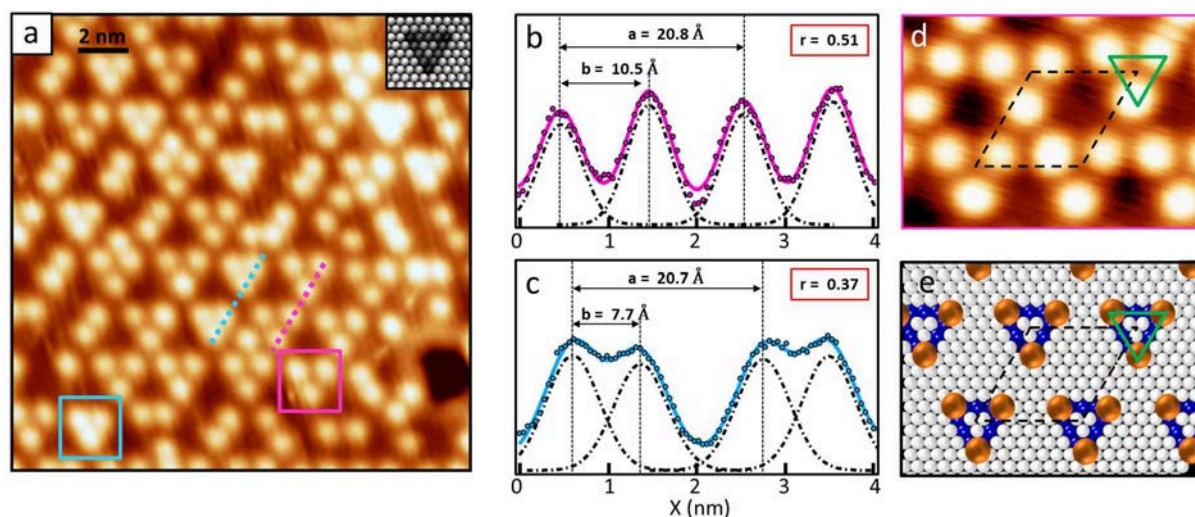 a
2 nm
b
a = 20.8 Å
r = 0.51
b = 10.5 Å
0 1 2 3 4
c
a = 20.7 Å
r = 0.37
b = 7.7 Å
0 1 2 3 4
X (nm)
d
e